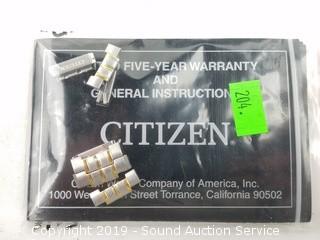 FIVE-YEAR WARRANTY
AND
GENERAL INSTRUCTION
204.
CITIZEN
Company of America, Inc.
1000 We Street Torrance, California 90502
Copyright 2019 - Sound Auction Service